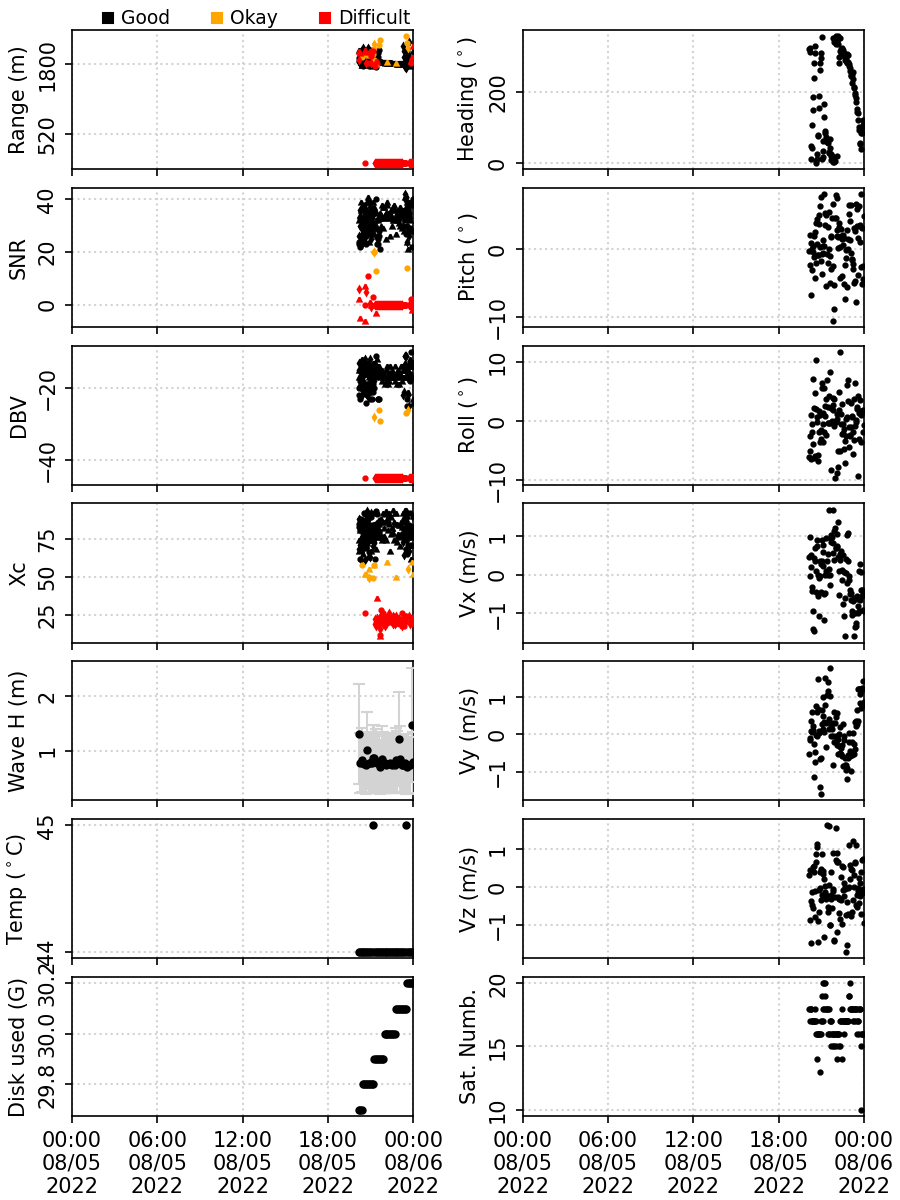 Good Okay Difficult
Range (m)
1800
520
Heading (°)
200
0
SNR
40
20
0
Pitch (°)
0
−10
DBV
−20
−40
Roll (°)
10
0
−10
Xc
75
50
25
Vx (m/s)
1
0
−1
Wave H (m)
2
1
Vy (m/s)
1
0
−1
Temp (°C)
45
44
Vz (m/s)
1
0
−1
Disk used (G)
30.2
30.0
29.8
Sat. Numb.
20
15
10
00:00 06:00 12:00 18:00 00:00
08/05 08/05 08/05 08/05 08/06
2022 2022 2022 2022 2022
00:00 06:00 12:00 18:00 00:00
08/05 08/05 08/05 08/05 08/06
2022 2022 2022 2022 2022